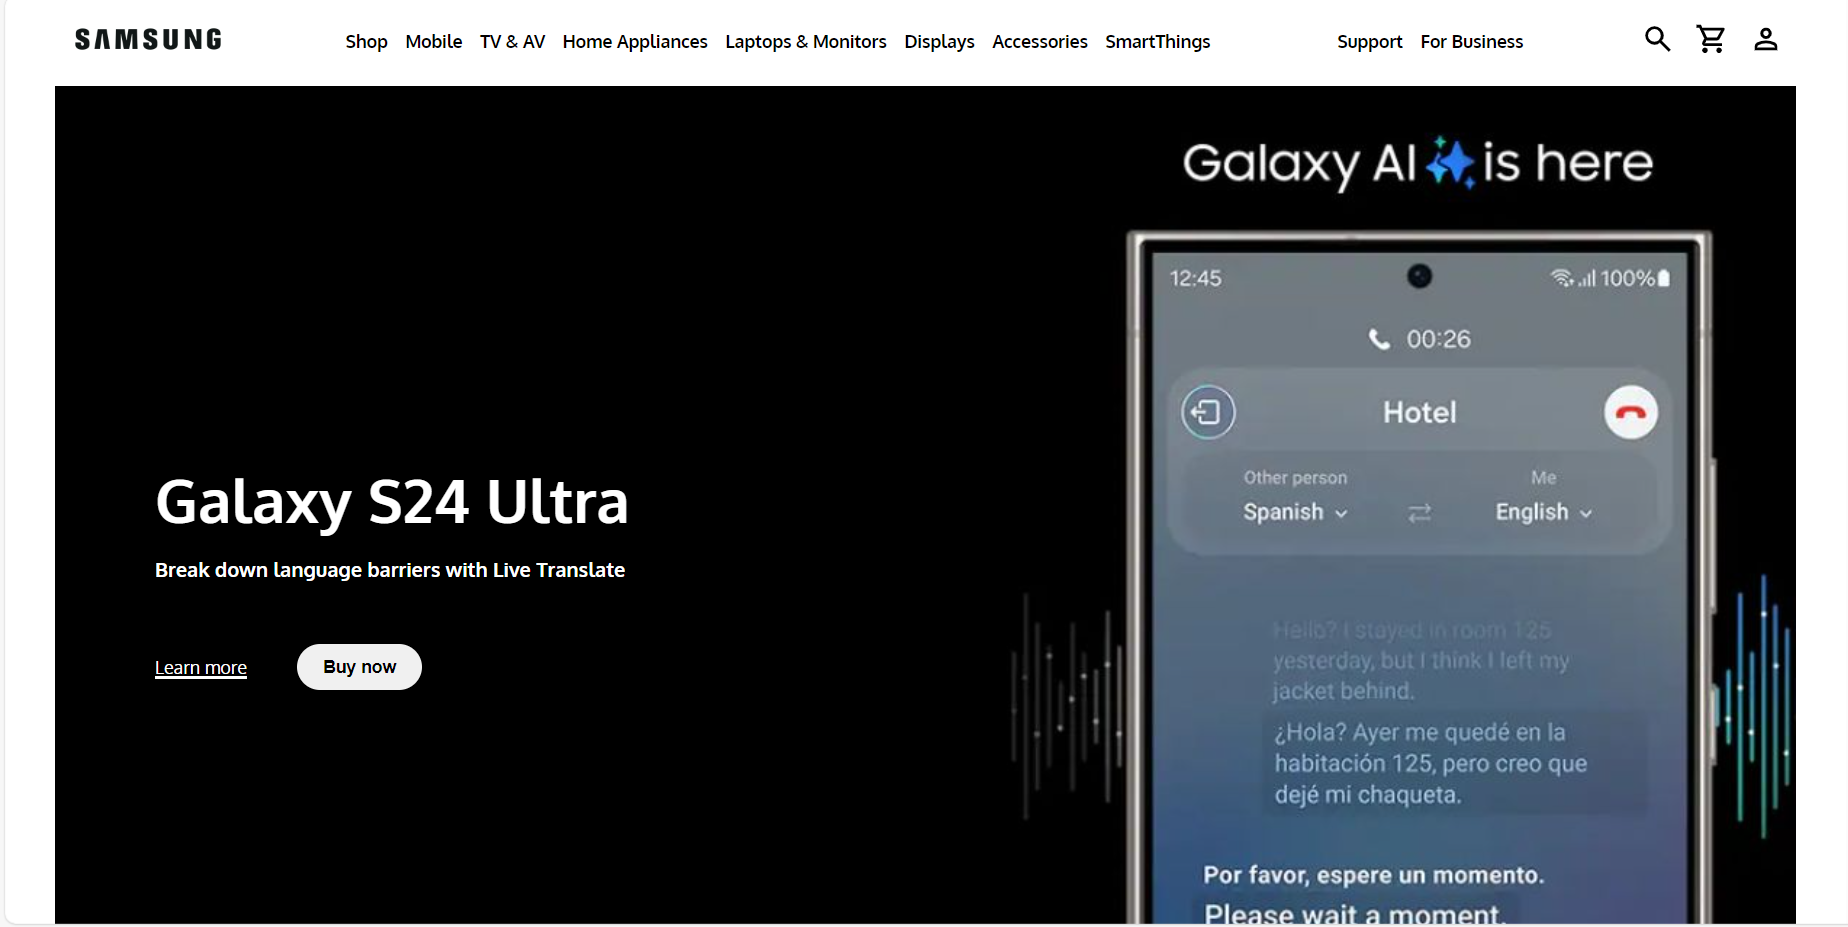 SAMSUNG Shop Mobile TV & AV Home Appliances Laptops & Monitors Displays Accessories SmartThings Support For Business
Galaxy AI is here
12:45 100%
00:26
Hotel
Other person Me
Spanish English
Hello? I stayed in room 125
yesterday, but I think I left my
jacket behind.
¿Hola? Ayer me quedé en la
habitación 125, pero creo que
dejé mi chaqueta.
Por favor, espere un momento.
Please wait a moment.
Galaxy S24 Ultra
Break down language barriers with Live Translate
Learn more Buy now